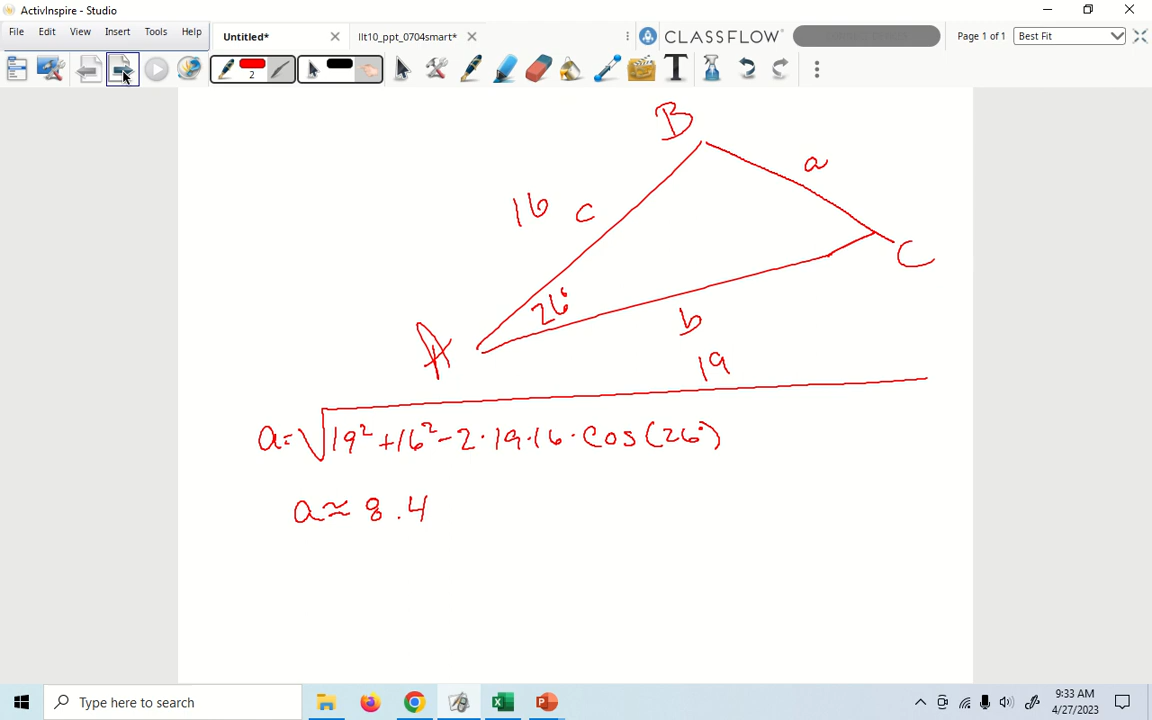 ActivInspire - Studio
File Edit View Insert Tools Help
Untitled* llt10_ppt_0704smart* CLASSFLOW Page 1 of 1 Best Fit
2
T
B
a
16 c
C
26°
A
b
19
a=√19²+16²-2·19·16·cos(26°)
a≈8.4
Type here to search
9:33 AM
4/27/2023